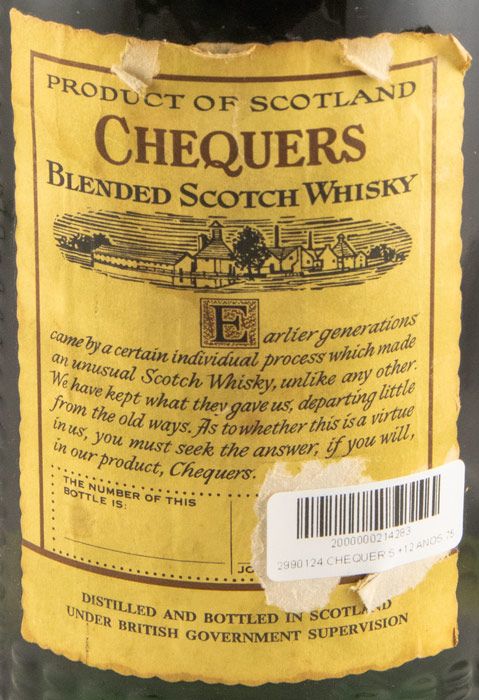 PRODUCT OF SCOTLAND
CHEQUERS
BLENDED SCOTCH WHISKY
Earlier generations
came by a certain individual process which made
an unusual Scotch Whisky, unlike any other.
We have kept what they gave us, departing little
from the old ways. As to whether this is a virtue
in us, you must seek the answer, if you will,
in our product, Chequers.
THE NUMBER OF THIS
BOTTLE IS:
2000000214283
2990124 CHEQUERS +12 ANOS 75
DISTILLED AND BOTTLED IN SCOTLAND
UNDER BRITISH GOVERNMENT SUPERVISION